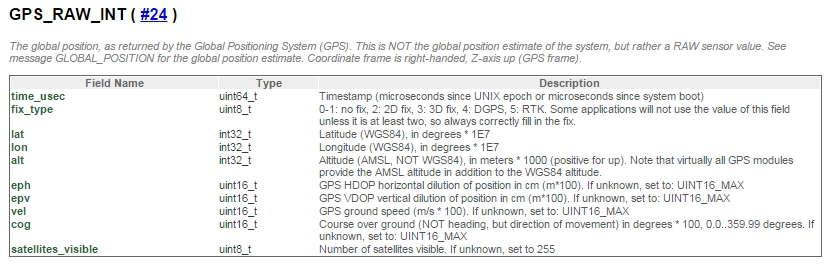 GPS_RAW_INT ( #24 )
The global position, as returned by the Global Positioning System (GPS). This is NOT the global position estimate of the system, but rather a RAW sensor value. See
message GLOBAL_POSITION for the global position estimate. Coordinate frame is right-handed, Z-axis up (GPS frame).
Field Name Type Description
time_usec uint64_t Timestamp (microseconds since UNIX epoch or microseconds since system boot)
fix_type uint8_t 0-1: no fix, 2: 2D fix, 3: 3D fix, 4: DGPS, 5: RTK. Some applications will not use the value of this field
unless it is at least two, so always correctly fill in the fix.
lat int32_t Latitude (WGS84), in degrees * 1E7
lon int32_t Longitude (WGS84), in degrees * 1E7
alt int32_t Altitude (AMSL, NOT WGS84), in meters * 1000 (positive for up). Note that virtually all GPS modules
provide the AMSL altitude in addition to the WGS84 altitude.
eph uint16_t GPS HDOP horizontal dilution of position in cm (m*100). If unknown, set to: UINT16_MAX
epv uint16_t GPS VDOP vertical dilution of position in cm (m*100). If unknown, set to: UINT16_MAX
vel uint16_t GPS ground speed (m/s * 100). If unknown, set to: UINT16_MAX
cog uint16_t Course over ground (NOT heading, but direction of movement) in degrees * 100, 0.0..359.99 degrees. If
unknown, set to: UINT16_MAX
satellites_visible uint8_t Number of satellites visible. If unknown, set to 255